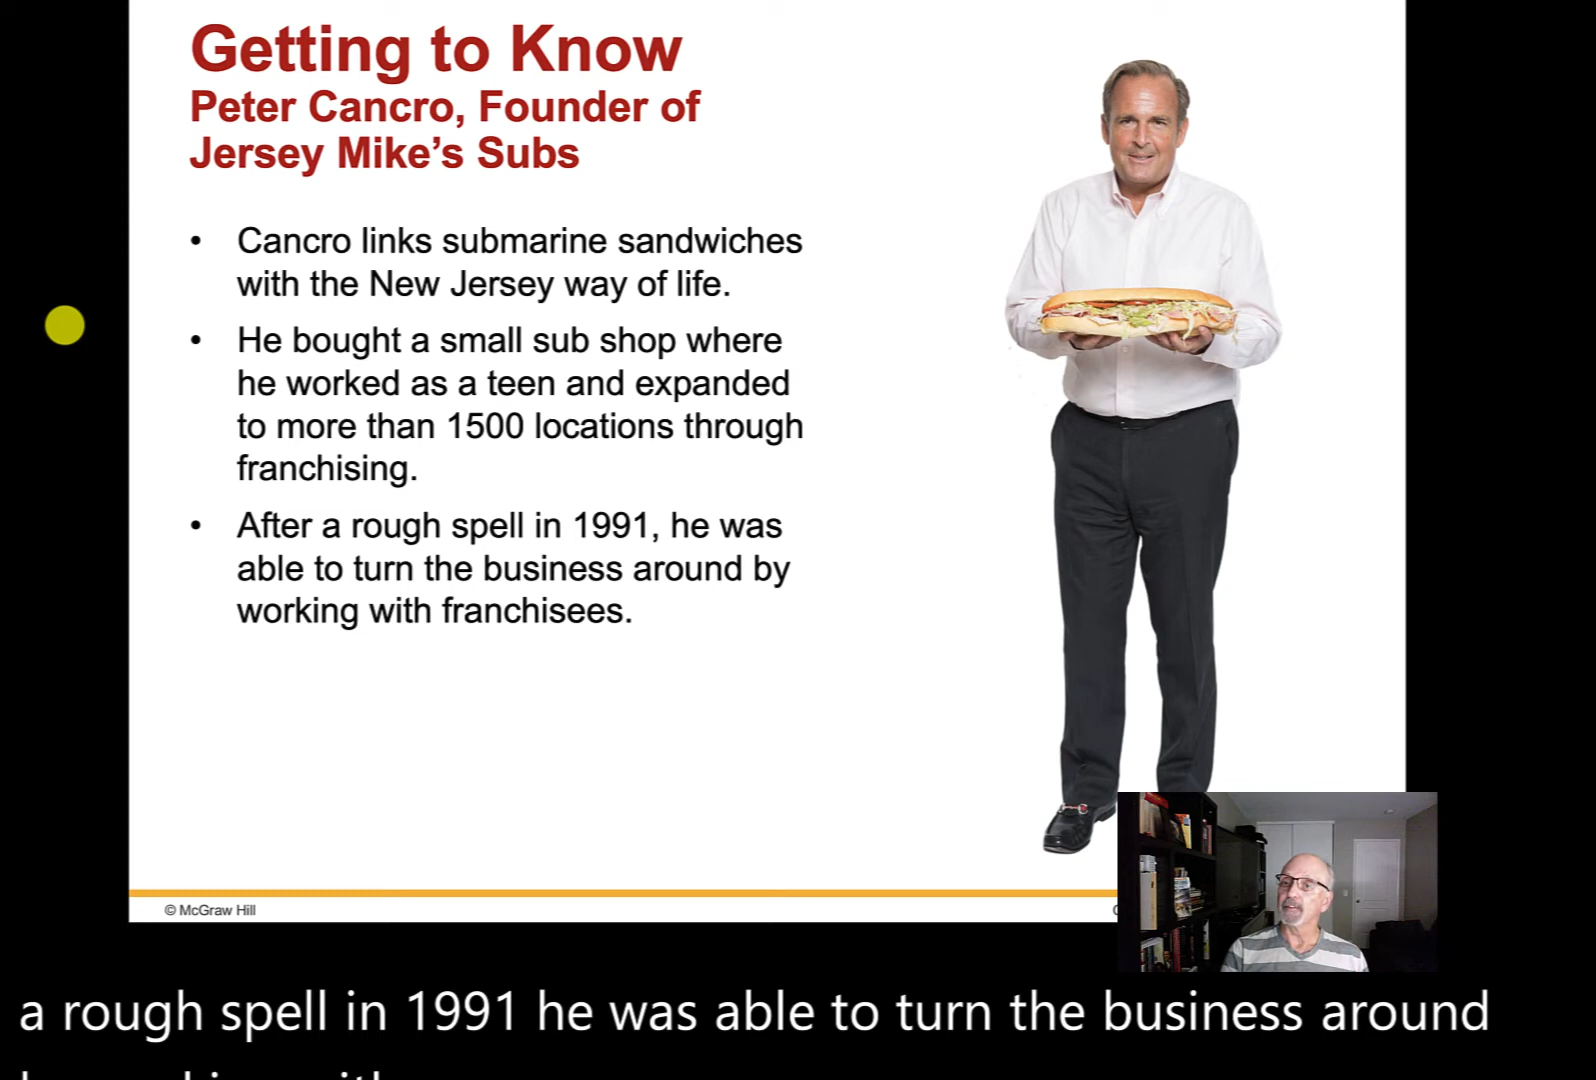 Getting to Know
Peter Cancro, Founder of
Jersey Mike's Subs
• Cancro links submarine sandwiches
with the New Jersey way of life.
• He bought a small sub shop where
he worked as a teen and expanded
to more than 1500 locations through
franchising.
• After a rough spell in 1991, he was
able to turn the business around by
working with franchisees.
© McGraw Hill
a rough spell in 1991 he was able to turn the business around